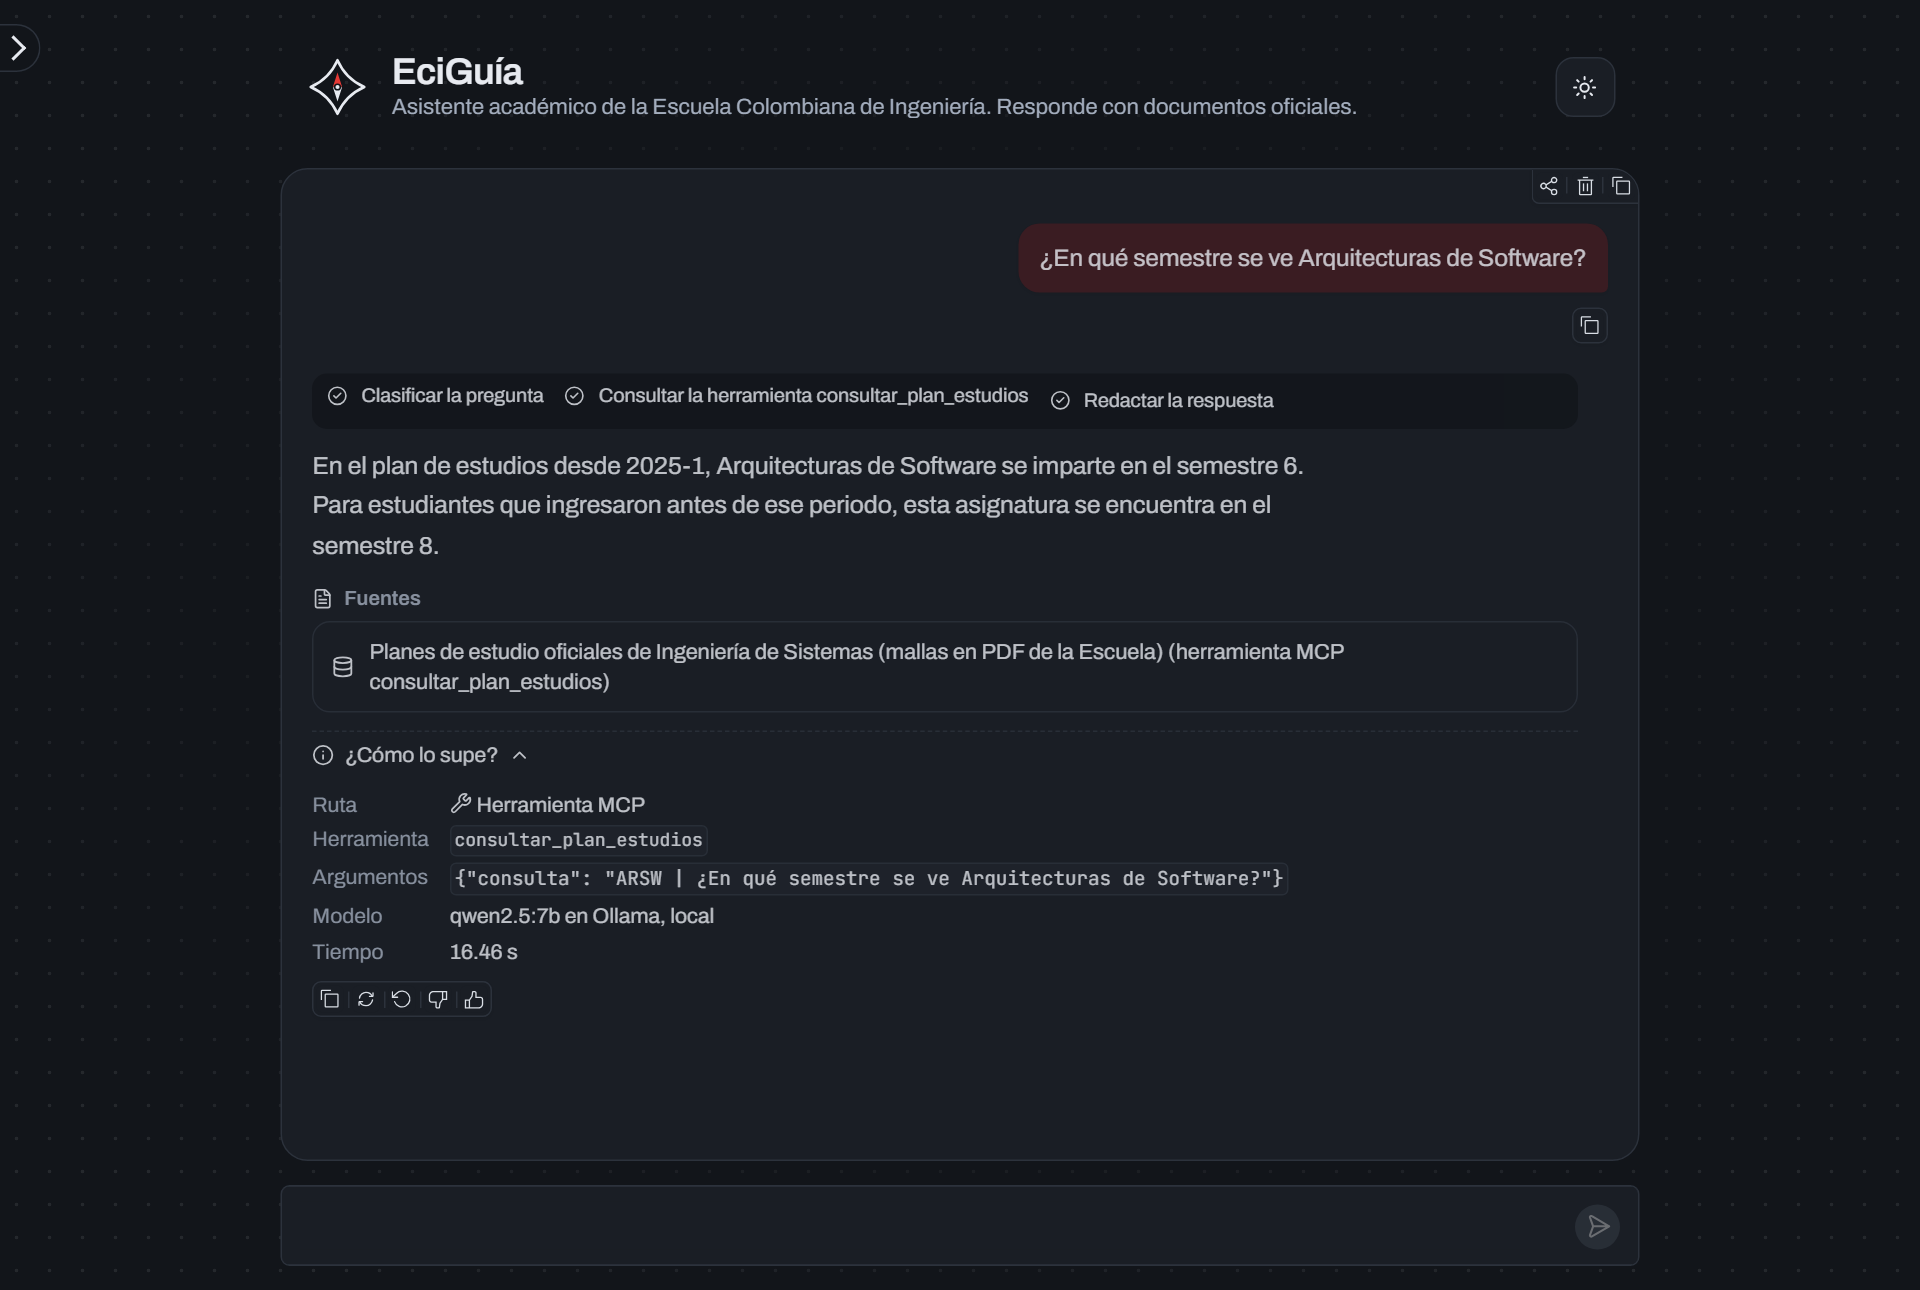 EciGuía
Asistente académico de la Escuela Colombiana de Ingeniería. Responde con documentos oficiales.
¿En qué semestre se ve Arquitecturas de Software?
Clasificar la pregunta
Consultar la herramienta consultar_plan_estudios
Redactar la respuesta
En el plan de estudios desde 2025-1, Arquitecturas de Software se imparte en el semestre 6.
Para estudiantes que ingresaron antes de ese periodo, esta asignatura se encuentra en el
semestre 8.
Fuentes
Planes de estudio oficiales de Ingeniería de Sistemas (mallas en PDF de la Escuela) (herramienta MCP
consultar_plan_estudios)
¿Cómo lo supe?
Ruta Herramienta MCP
Herramienta consultar_plan_estudios
Argumentos {"consulta": "ARSW | ¿En qué semestre se ve Arquitecturas de Software?"}
Modelo qwen2.5:7b en Ollama, local
Tiempo 16.46 s